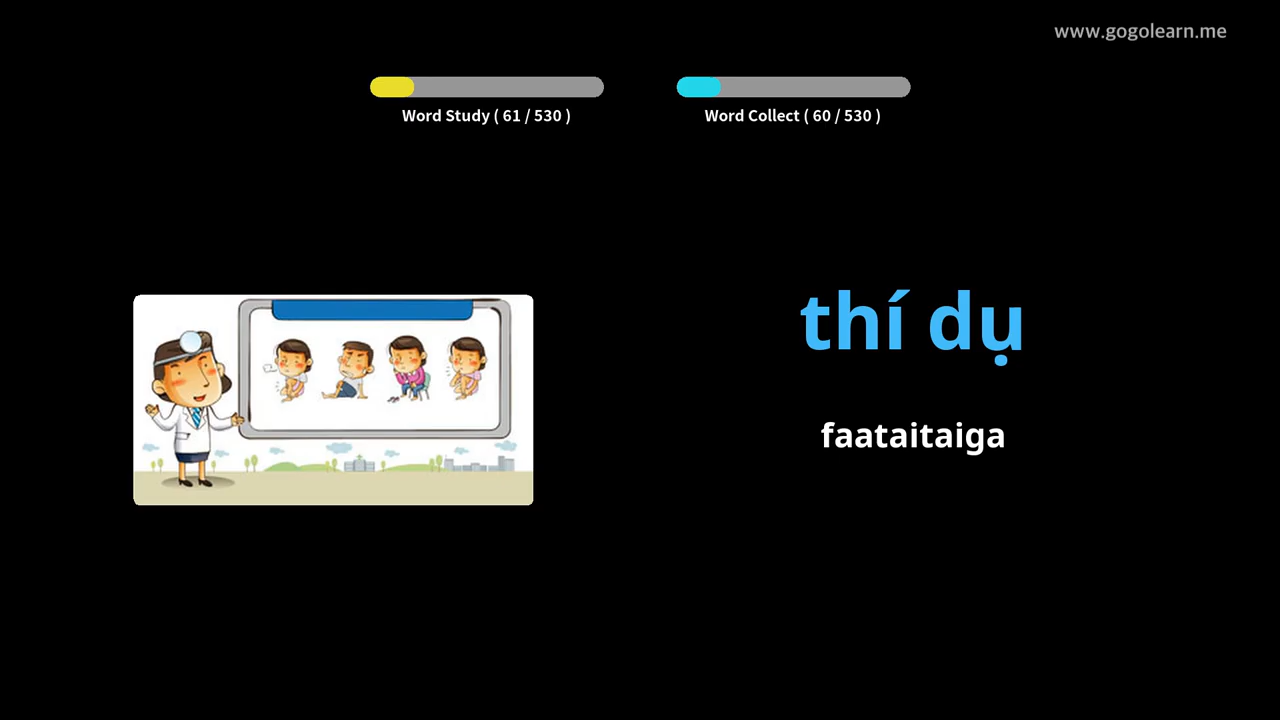 www.gogolearn.me
Word Study ( 61 / 530 )
Word Collect ( 60 / 530 )
thí dụ
faataitaiga